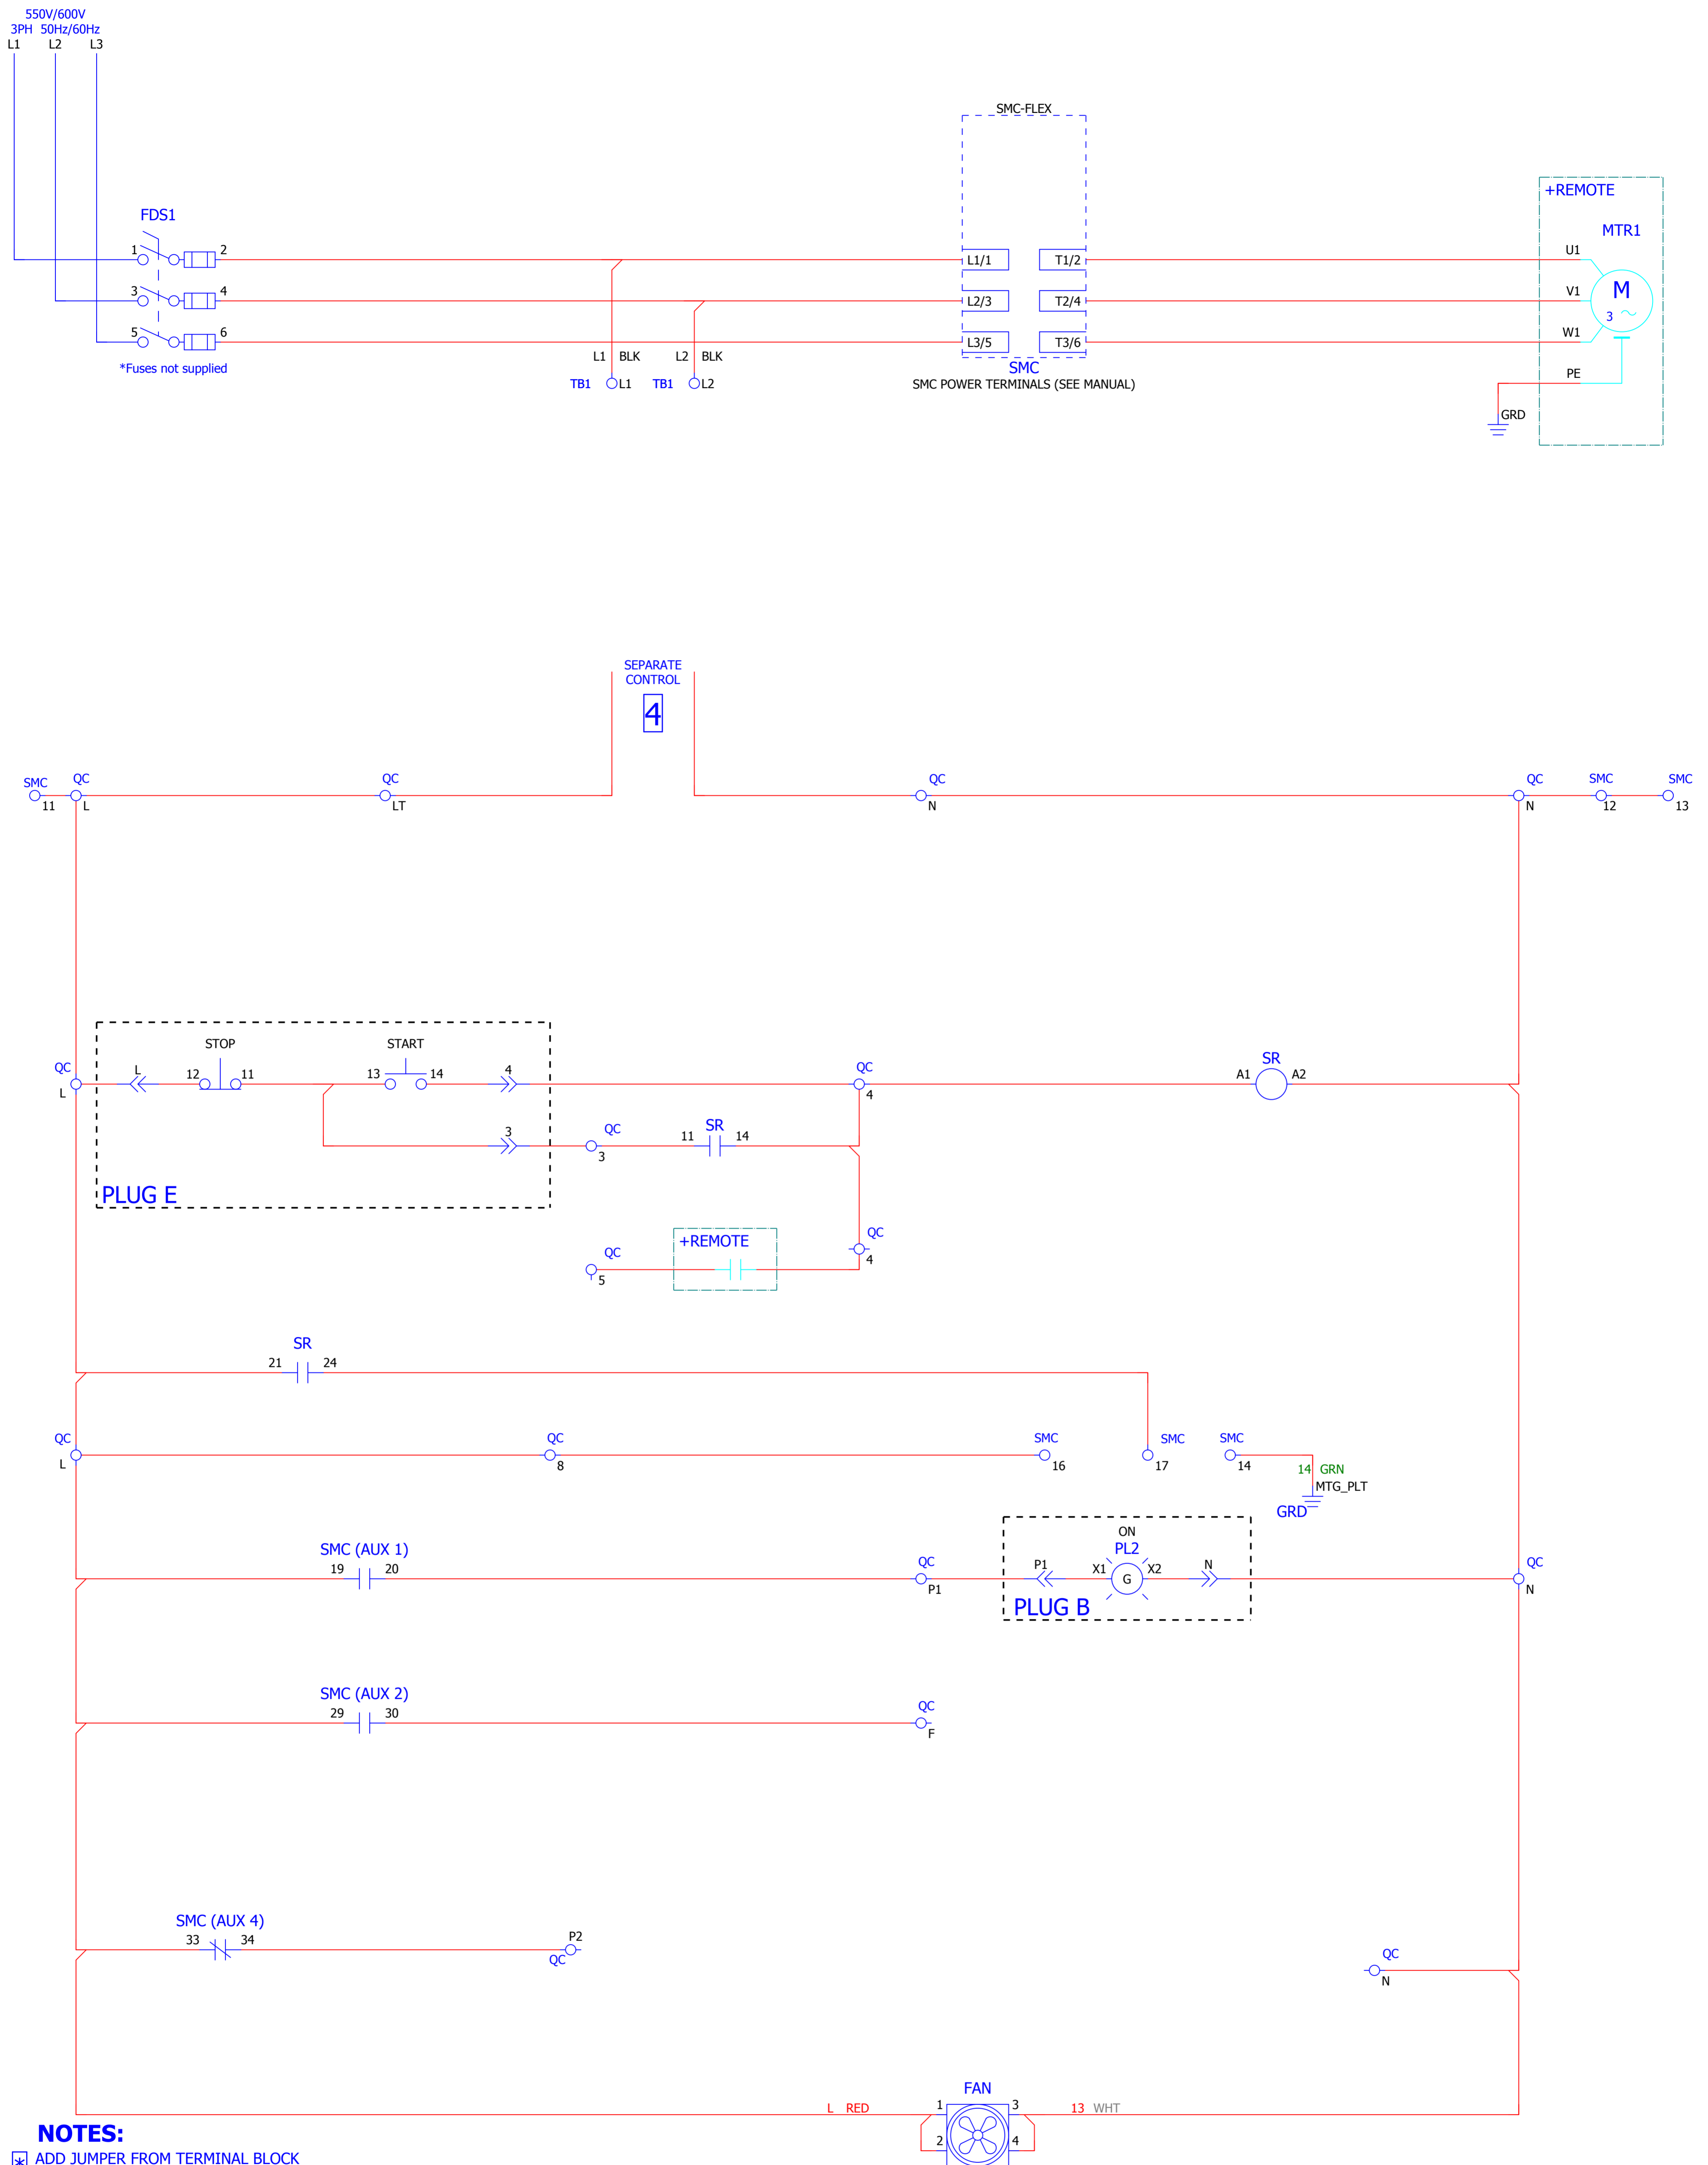 550V/600V
3PH 50Hz/60Hz
L1 L2 L3
SMC-FLEX
+REMOTE
FDS1
MTR1
1 2
L1/1 T1/2
U1
3 4
L2/3 T2/4
V1
M
3
5 6
L3/5 T3/6
W1
*Fuses not supplied
L1 BLK L2 BLK
SMC
PE
TB1 L1 TB1 L2
SMC POWER TERMINALS (SEE MANUAL)
GRD
SEPARATE
CONTROL
4
SMC QC QC QC QC SMC SMC
11 L LT N N 12 13
STOP START
QC L 12 11 13 14 4 QC SR
A1 A2
L 4
3 QC 11 SR 14
3
PLUG E
+REMOTE
QC QC
5 4
SR
21 24
QC QC SMC SMC SMC
L 8 16 17 14
14 GRN
MTG_PLT
GRD
ON
SMC (AUX 1)
PL2
19 20 QC P1 X1 G X2 N QC
P1 N
PLUG B
SMC (AUX 2)
29 30 QC
F
SMC (AUX 4)
33 34 P2
QC
QC
N
FAN
L RED 1 3 13 WHT
2 4
NOTES:
* ADD JUMPER FROM TERMINAL BLOCK